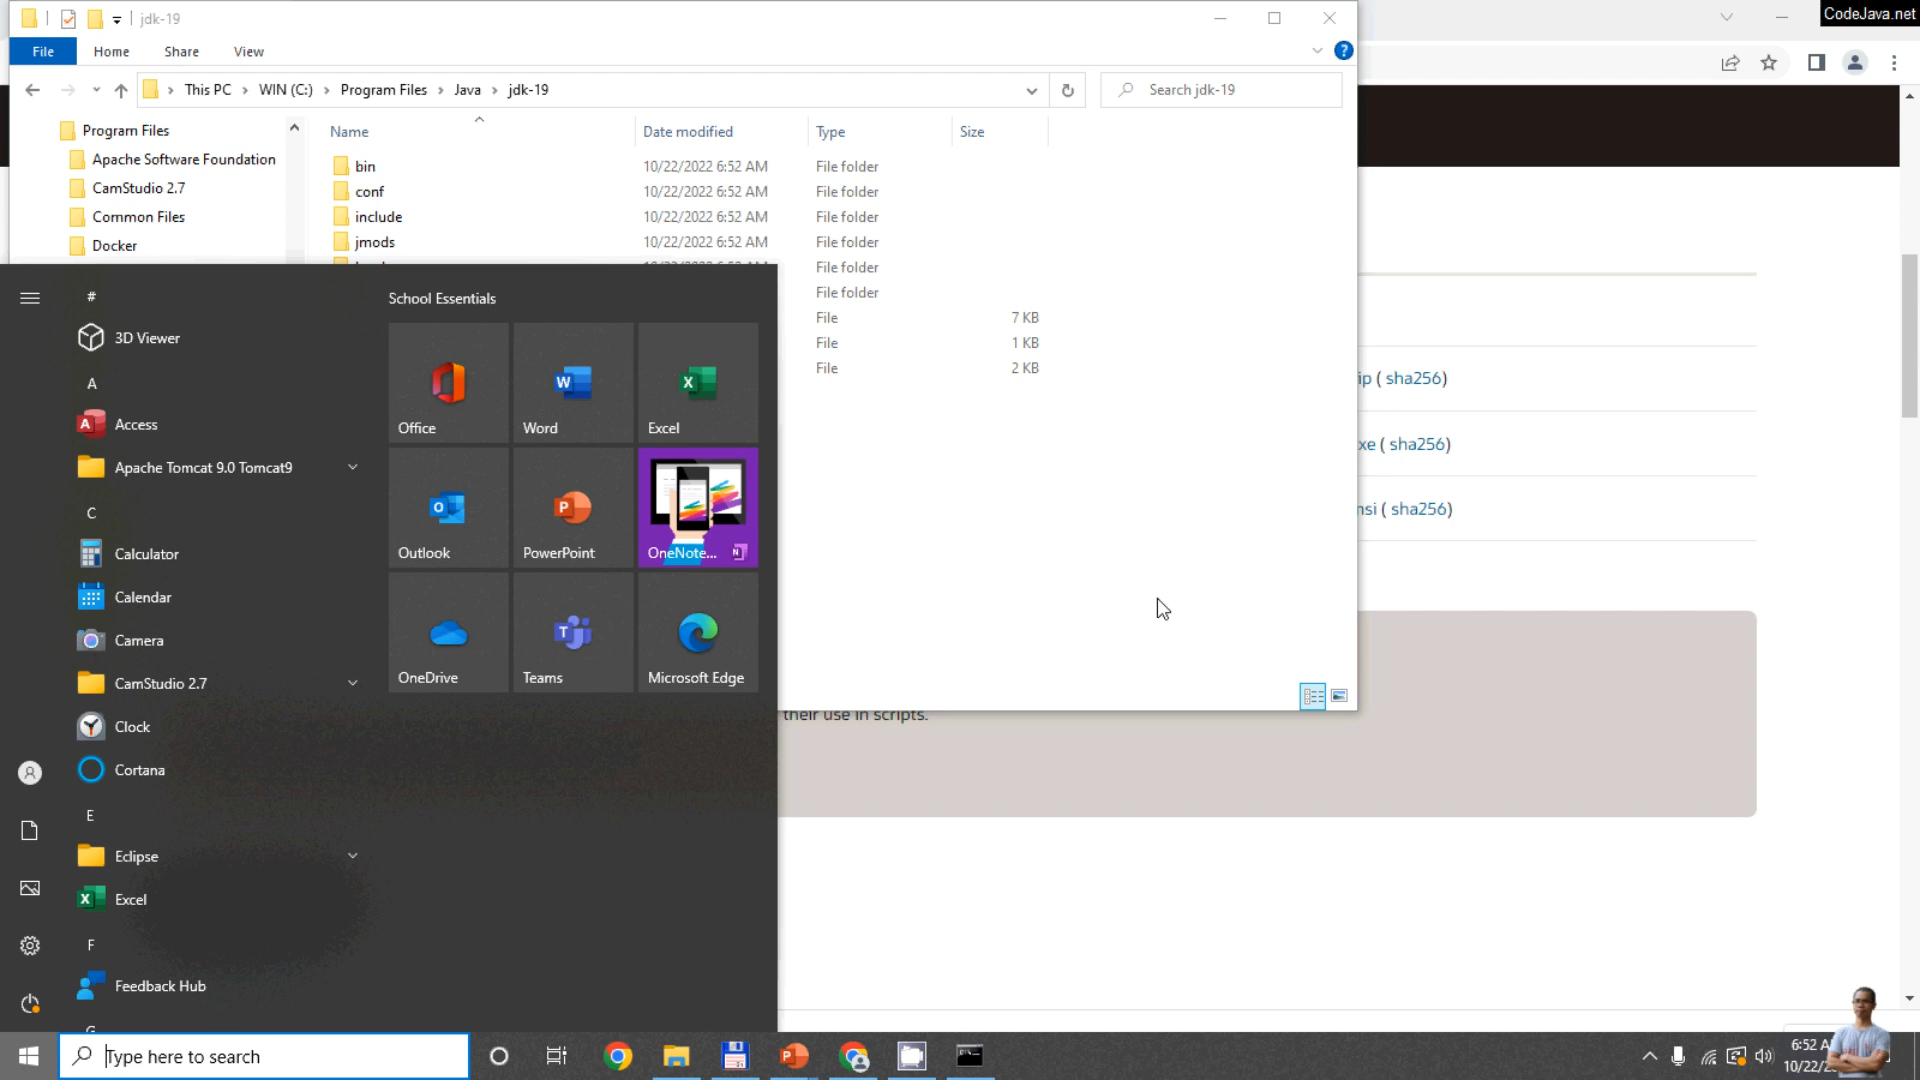 CodeJava.net
jdk-19
File Home Share View
This PC > WIN (C:) > Program Files > Java > jdk-19
Search jdk-19
Program Files
Apache Software Foundation
CamStudio 2.7
Common Files
Docker
Name Date modified Type Size
bin 10/22/2022 6:52 AM File folder
conf 10/22/2022 6:52 AM File folder
include 10/22/2022 6:52 AM File folder
jmods 10/22/2022 6:52 AM File folder
File folder
File folder
File 7 KB
File 1 KB
File 2 KB
ip ( sha256)
xe ( sha256)
nsi ( sha256)
their use in scripts.
#
3D Viewer
A
Access
Apache Tomcat 9.0 Tomcat9
C
Calculator
Calendar
Camera
CamStudio 2.7
Clock
Cortana
E
Eclipse
Excel
F
Feedback Hub
School Essentials
Office Word Excel
Outlook PowerPoint OneNote...
OneDrive Teams Microsoft Edge
Type here to search
6:52 A
10/22/2